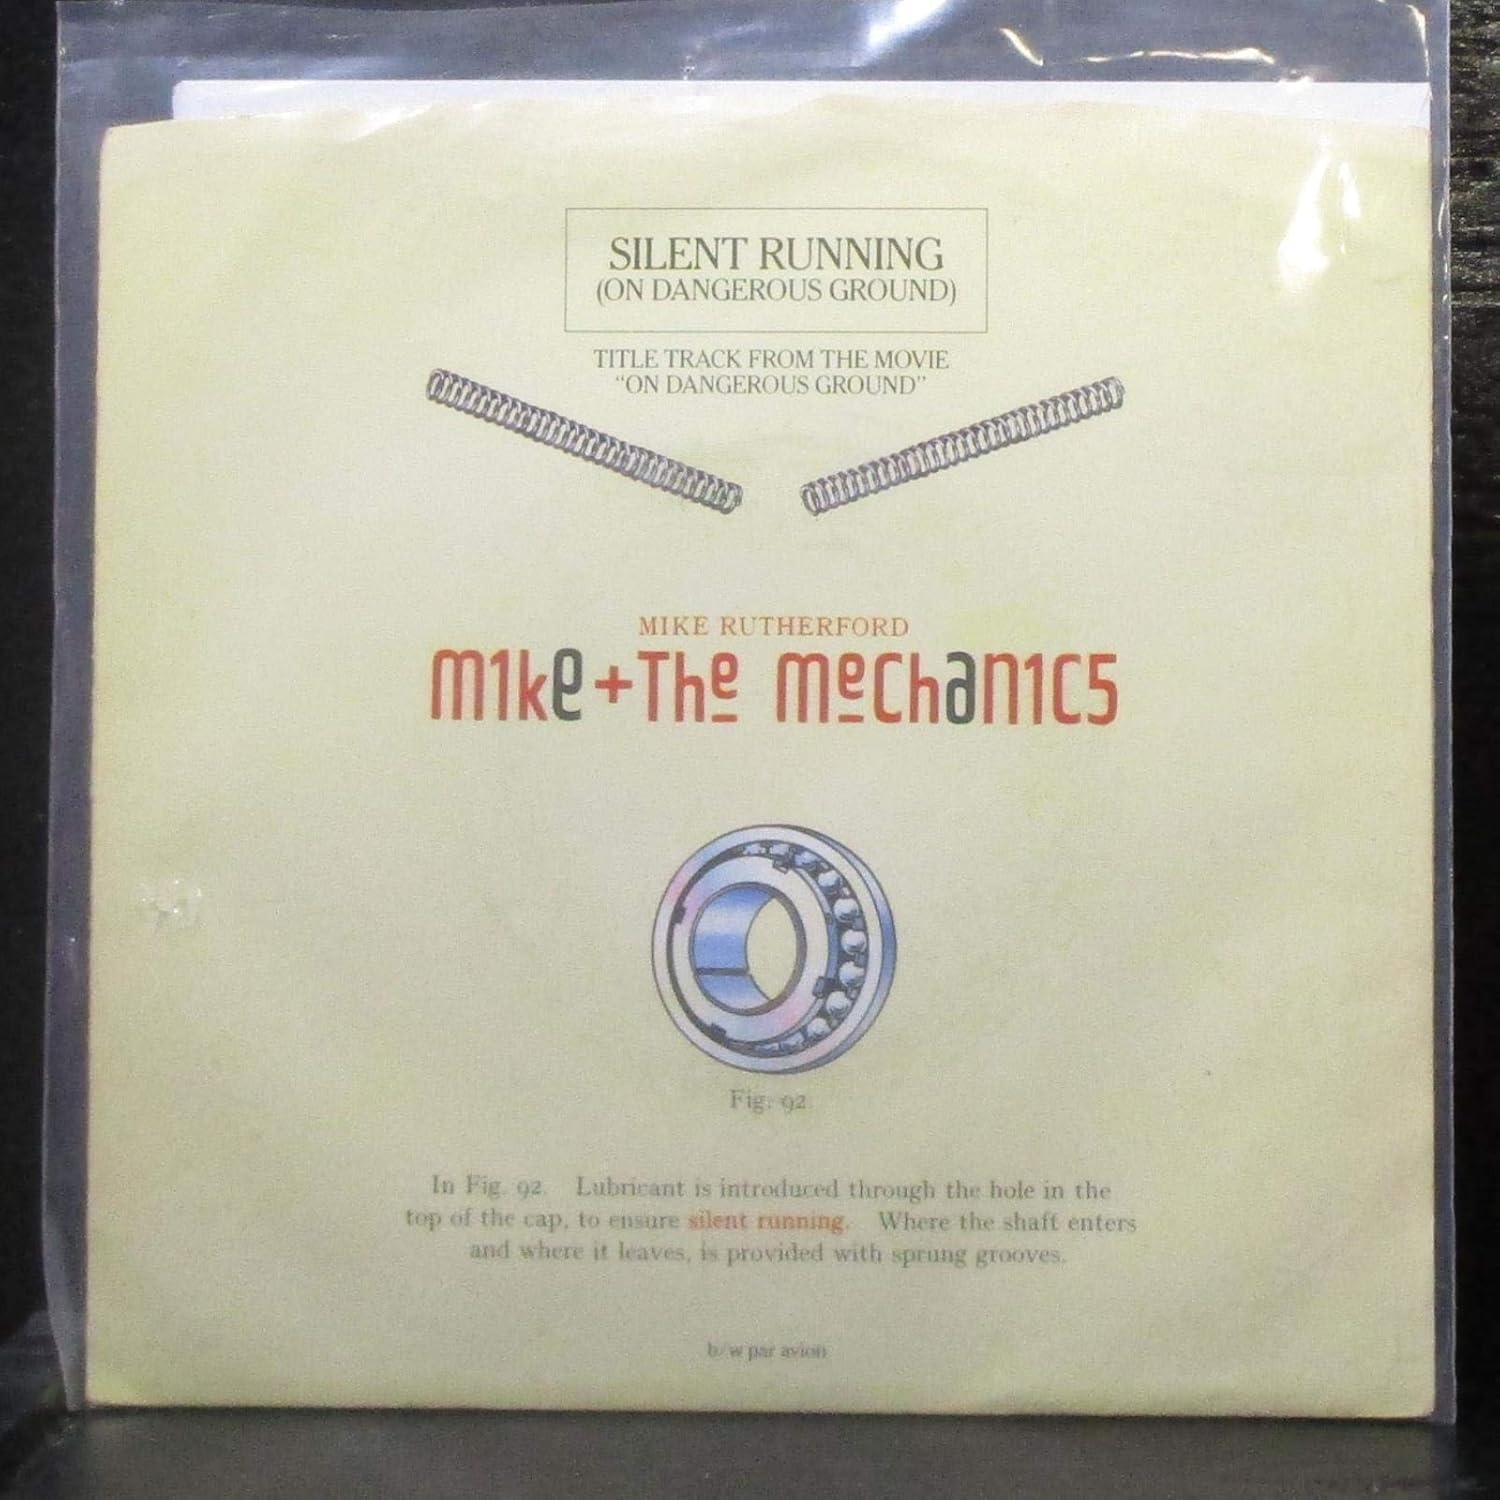 SILENT RUNNING
(ON DANGEROUS GROUND)
TITLE TRACK FROM THE MOVIE
"ON DANGEROUS GROUND"
MIKE RUTHERFORD
m1ke+The mechan1c5
Fig. 92.
In Fig. 92. Lubricant is introduced through the hole in the
top of the cap, to ensure silent running. Where the shaft enters
and where it leaves, is provided with sprung grooves.
b/w par avion